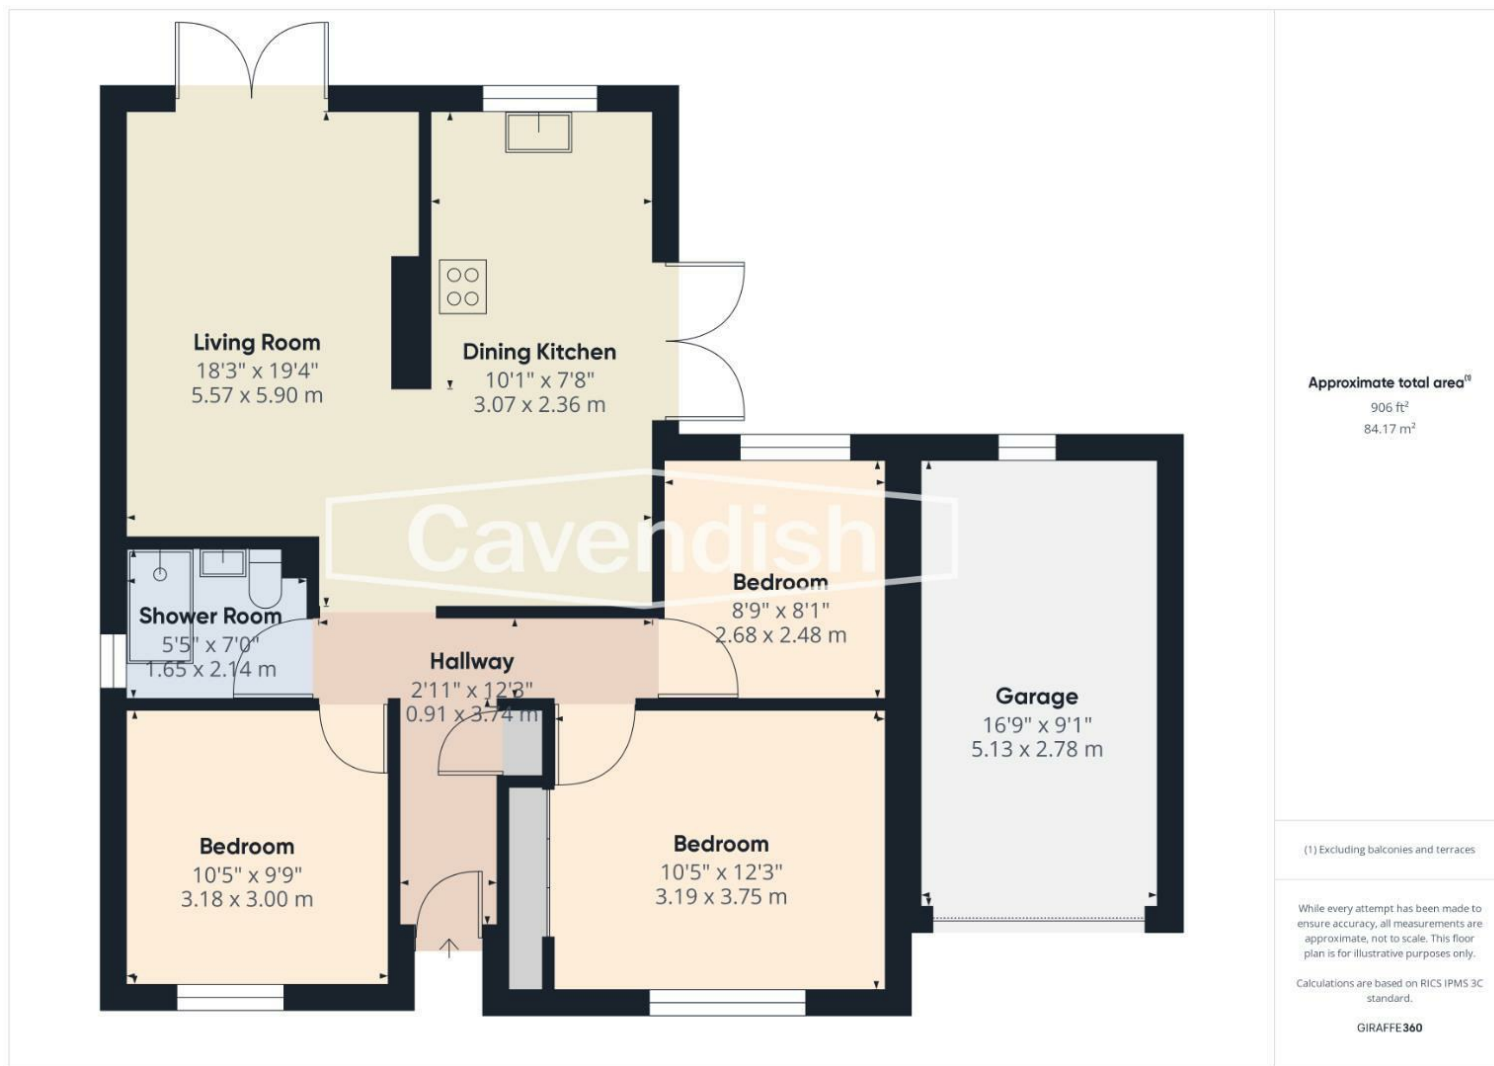 Living Room
18'3" x 19'4"
5.57 x 5.90 m
Dining Kitchen
10'1" x 7'8"
3.07 x 2.36 m
Cavendish
Bedroom
8'9" x 8'1"
2.68 x 2.48 m
Shower Room
5'5" x 7'0"
1.65 x 2.14 m
Hallway
2'11" x 12'3"
0.91 x 3.74 m
Garage
16'9" x 9'1"
5.13 x 2.78 m
Bedroom
10'5" x 9'9"
3.18 x 3.00 m
Bedroom
10'5" x 12'3"
3.19 x 3.75 m
Approximate total area⁽¹⁾
906 ft²
84.17 m²
(1) Excluding balconies and terraces
While every attempt has been made to
ensure accuracy, all measurements are
approximate, not to scale. This floor
plan is for illustrative purposes only.
Calculations are based on RICS IPMS 3C
standard.
GIRAFFE360